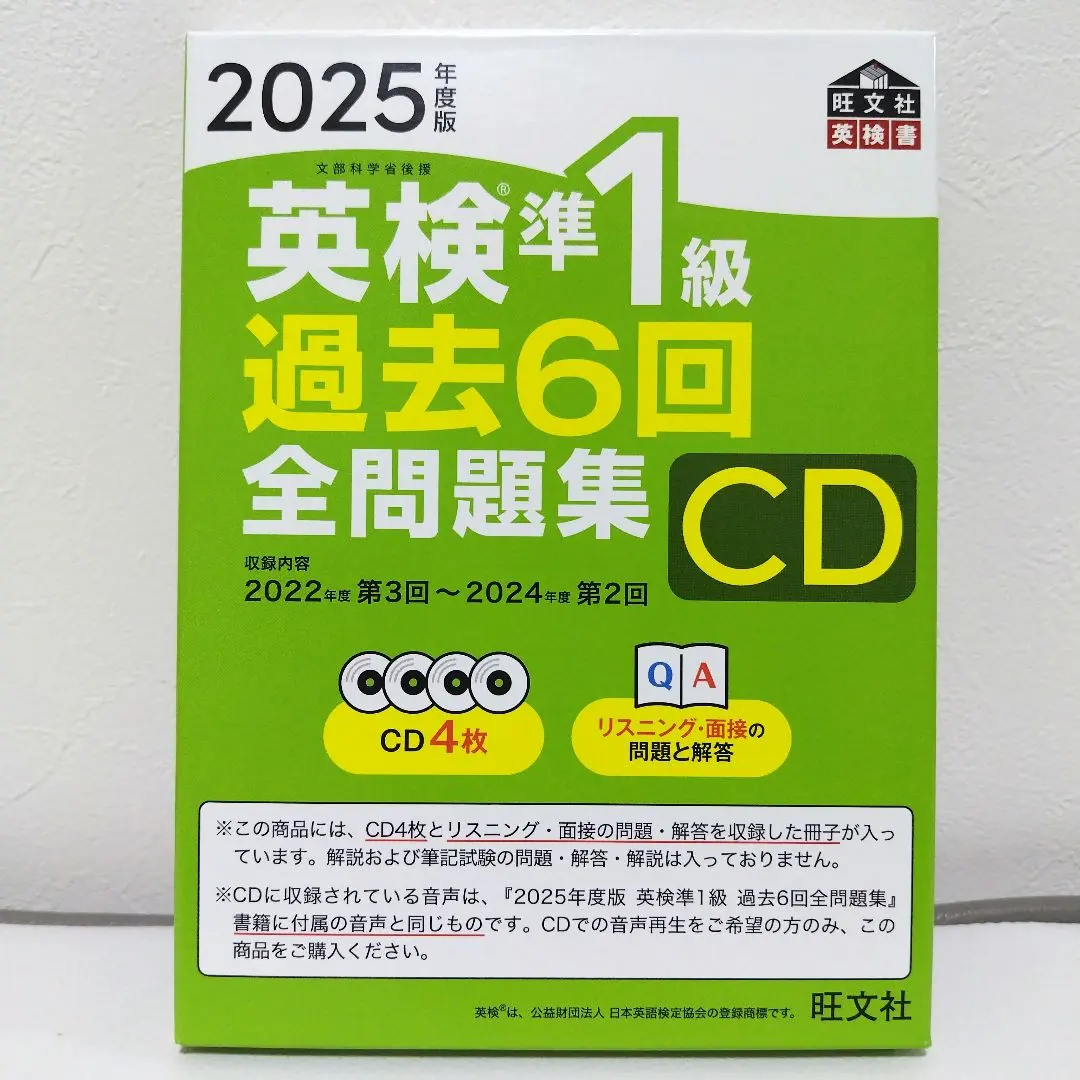 2025年度版
旺文社
英検書
文部科学省後援
英検®準1級
過去6回
全問題集
CD
収録内容
2022年度 第3回〜2024年度 第2回
CD4枚
Q A
リスニング・面接の
問題と解答
※この商品には、CD4枚とリスニング・面接の問題・解答を収録した冊子が入っ
ています。解説および筆記試験の問題・解答・解説は入っておりません。
※CDに収録されている音声は、『2025年度版 英検準1級 過去6回全問題集』
書籍に付属の音声と同じものです。CDでの音声再生をご希望の方のみ、この
商品をご購入ください。
英検®は、公益財団法人 日本英語検定協会の登録商標です。
旺文社